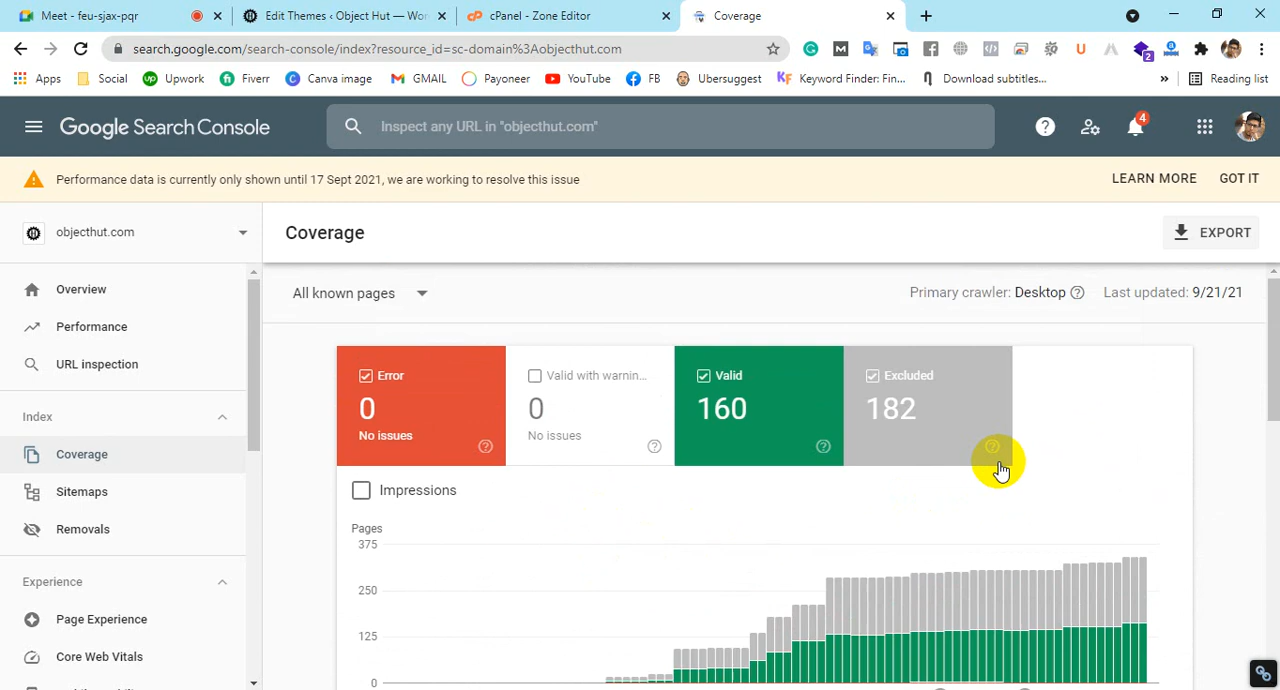 Meet - feu-sjax-pqr
Edit Themes ‹ Object Hut — Wor
cPanel - Zone Editor
Coverage
search.google.com/search-console/index?resource_id=sc-domain%3Aobjecthut.com
Apps
Social
Upwork
Fiverr
Canva image
GMAIL
Payoneer
YouTube
FB
Ubersuggest
Keyword Finder: Fin...
Download subtitles...
»
Reading list
Google Search Console
Inspect any URL in "objecthut.com"
4
Performance data is currently only shown until 17 Sept 2021, we are working to resolve this issue
LEARN MORE
GOT IT
objecthut.com
Coverage
EXPORT
Overview
Performance
URL inspection
Index
Coverage
Sitemaps
Removals
Experience
Page Experience
Core Web Vitals
All known pages
Primary crawler: Desktop
Last updated: 9/21/21
Error
0
No issues
Valid with warnin...
0
No issues
Valid
160
Excluded
182
Impressions
Pages
375
250
125
0